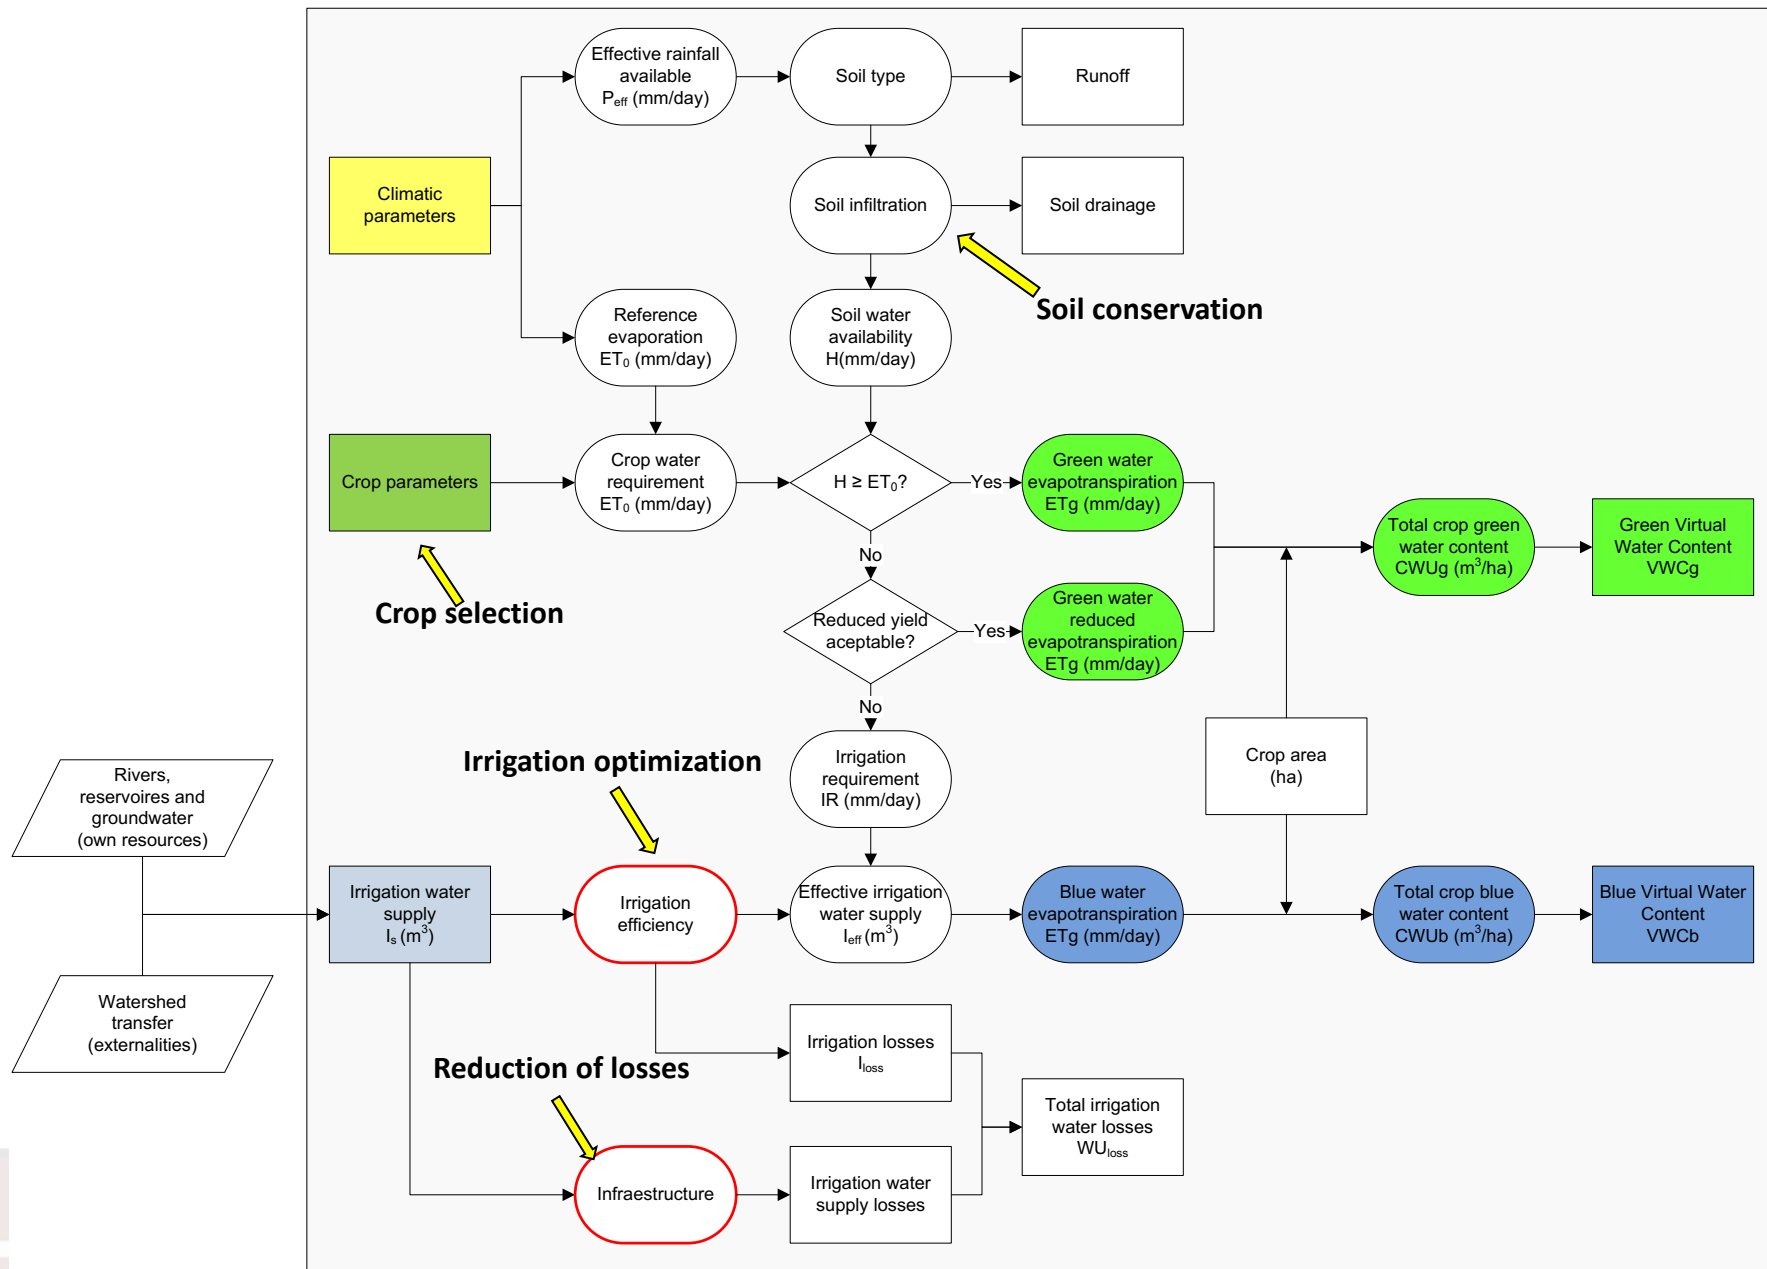 Effective rainfall
available
Peff (mm/day)
Soil type
Runoff
Climatic
parameters
Soil infiltration
Soil drainage
Soil conservation
Reference
evaporation
ET0 (mm/day)
Soil water
availability
H(mm/day)
Crop parameters
Crop water
requirement
ET0 (mm/day)
H ≥ ET0?
Yes
Green water
evapotranspiration
ETg (mm/day)
Total crop green
water content
CWUg (m³/ha)
Green Virtual
Water Content
VWCg
No
Crop selection
Reduced yield
aceptable?
Yes
Green water
reduced
evapotranspiration
ETg (mm/day)
No
Irrigation optimization
Irrigation
requirement
IR (mm/day)
Crop area
(ha)
Rivers,
reservoires and
groundwater
(own resources)
Irrigation water
supply
Is (m³)
Irrigation
efficiency
Effective irrigation
water supply
Ieff (m³)
Blue water
evapotranspiration
ETg (mm/day)
Total crop blue
water content
CWUb (m³/ha)
Blue Virtual Water
Content
VWCb
Watershed
transfer
(externalities)
Irrigation losses
Iloss
Reduction of losses
Total irrigation
water losses
WUloss
Infraestructure
Irrigation water
supply losses